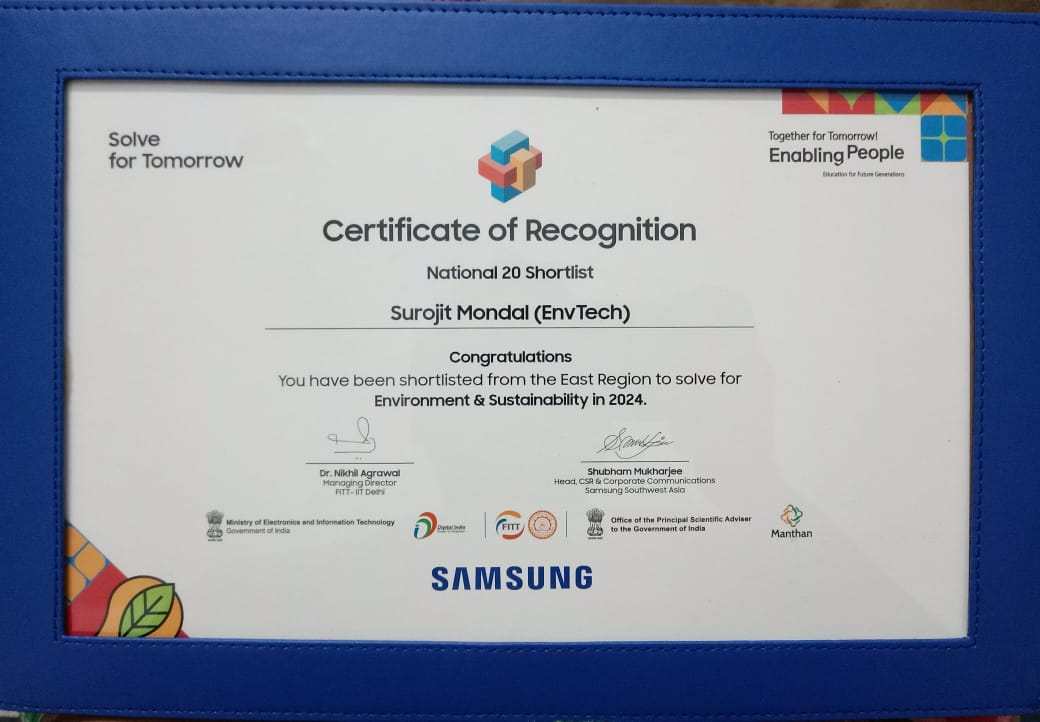 Solve
for Tomorrow
Together for Tomorrow!
Enabling People
Education for Future Generations
Certificate of Recognition
National 20 Shortlist
Surojit Mondal (EnvTech)
Congratulations
You have been shortlisted from the East Region to solve for
Environment & Sustainability in 2024.
Dr. Nikhil Agrawal
Managing Director
FITT- IIT Delhi
Shubham Mukharjee
Head, CSR & Corporate Communications
Samsung Southwest Asia
Ministry of Electronics and Information Technology
Government of India
Digital India
FITT
Office of the Principal Scientific Adviser
to the Government of India
Manthan
SAMSUNG